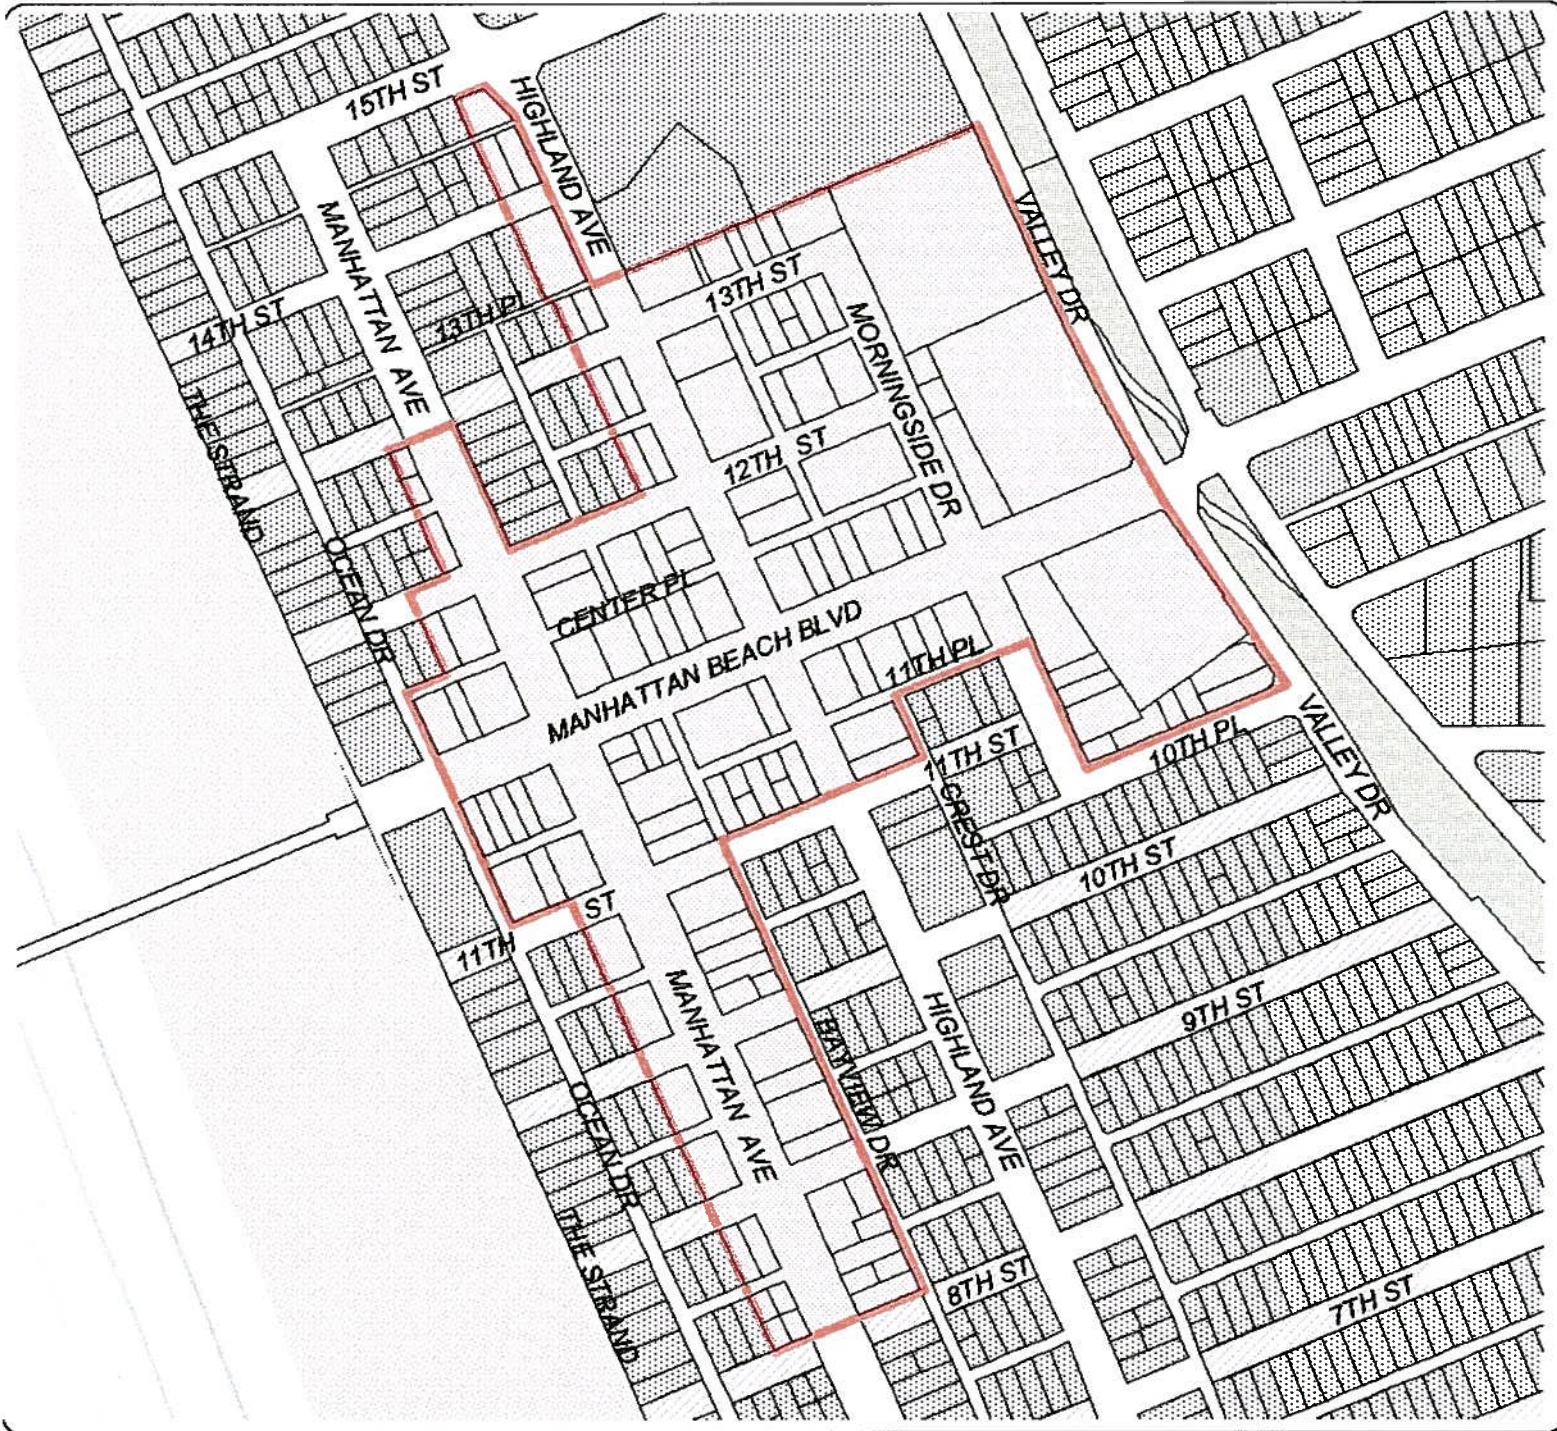 15TH ST
HIGHLAND AVE
MANHATTAN AVE
VALLEY DR
13TH ST
14TH ST
13TH PL
MORNINGSIDE DR
THE STRAND
12TH ST
OCEAN DR
CENTER PL
MANHATTAN BEACH BLVD
11TH PL
11TH ST
10TH PL
VALLEY DR
CREST DR
10TH ST
11TH ST
MANHATTAN AVE
9TH ST
HIGHLAND AVE
BAYVIEW DR
OCEAN DR
THE STRAND
8TH ST
7TH ST